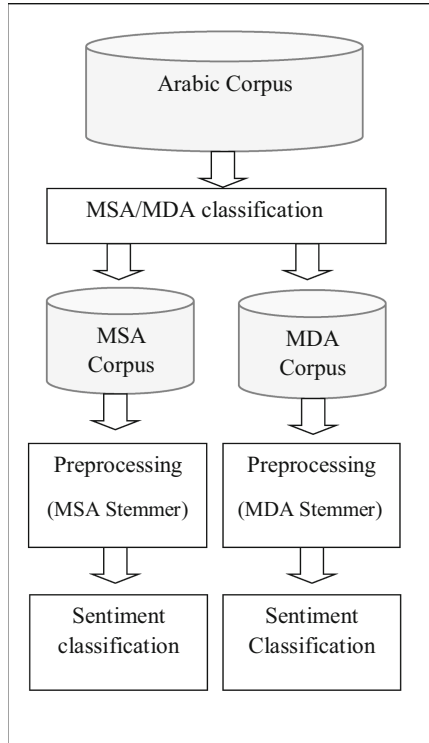 Arabic Corpus
MSA/MDA classification
MSA
Corpus
MDA
Corpus
Preprocessing
(MSA Stemmer)
Preprocessing
(MDA Stemmer)
Sentiment
classification
Sentiment
Classification